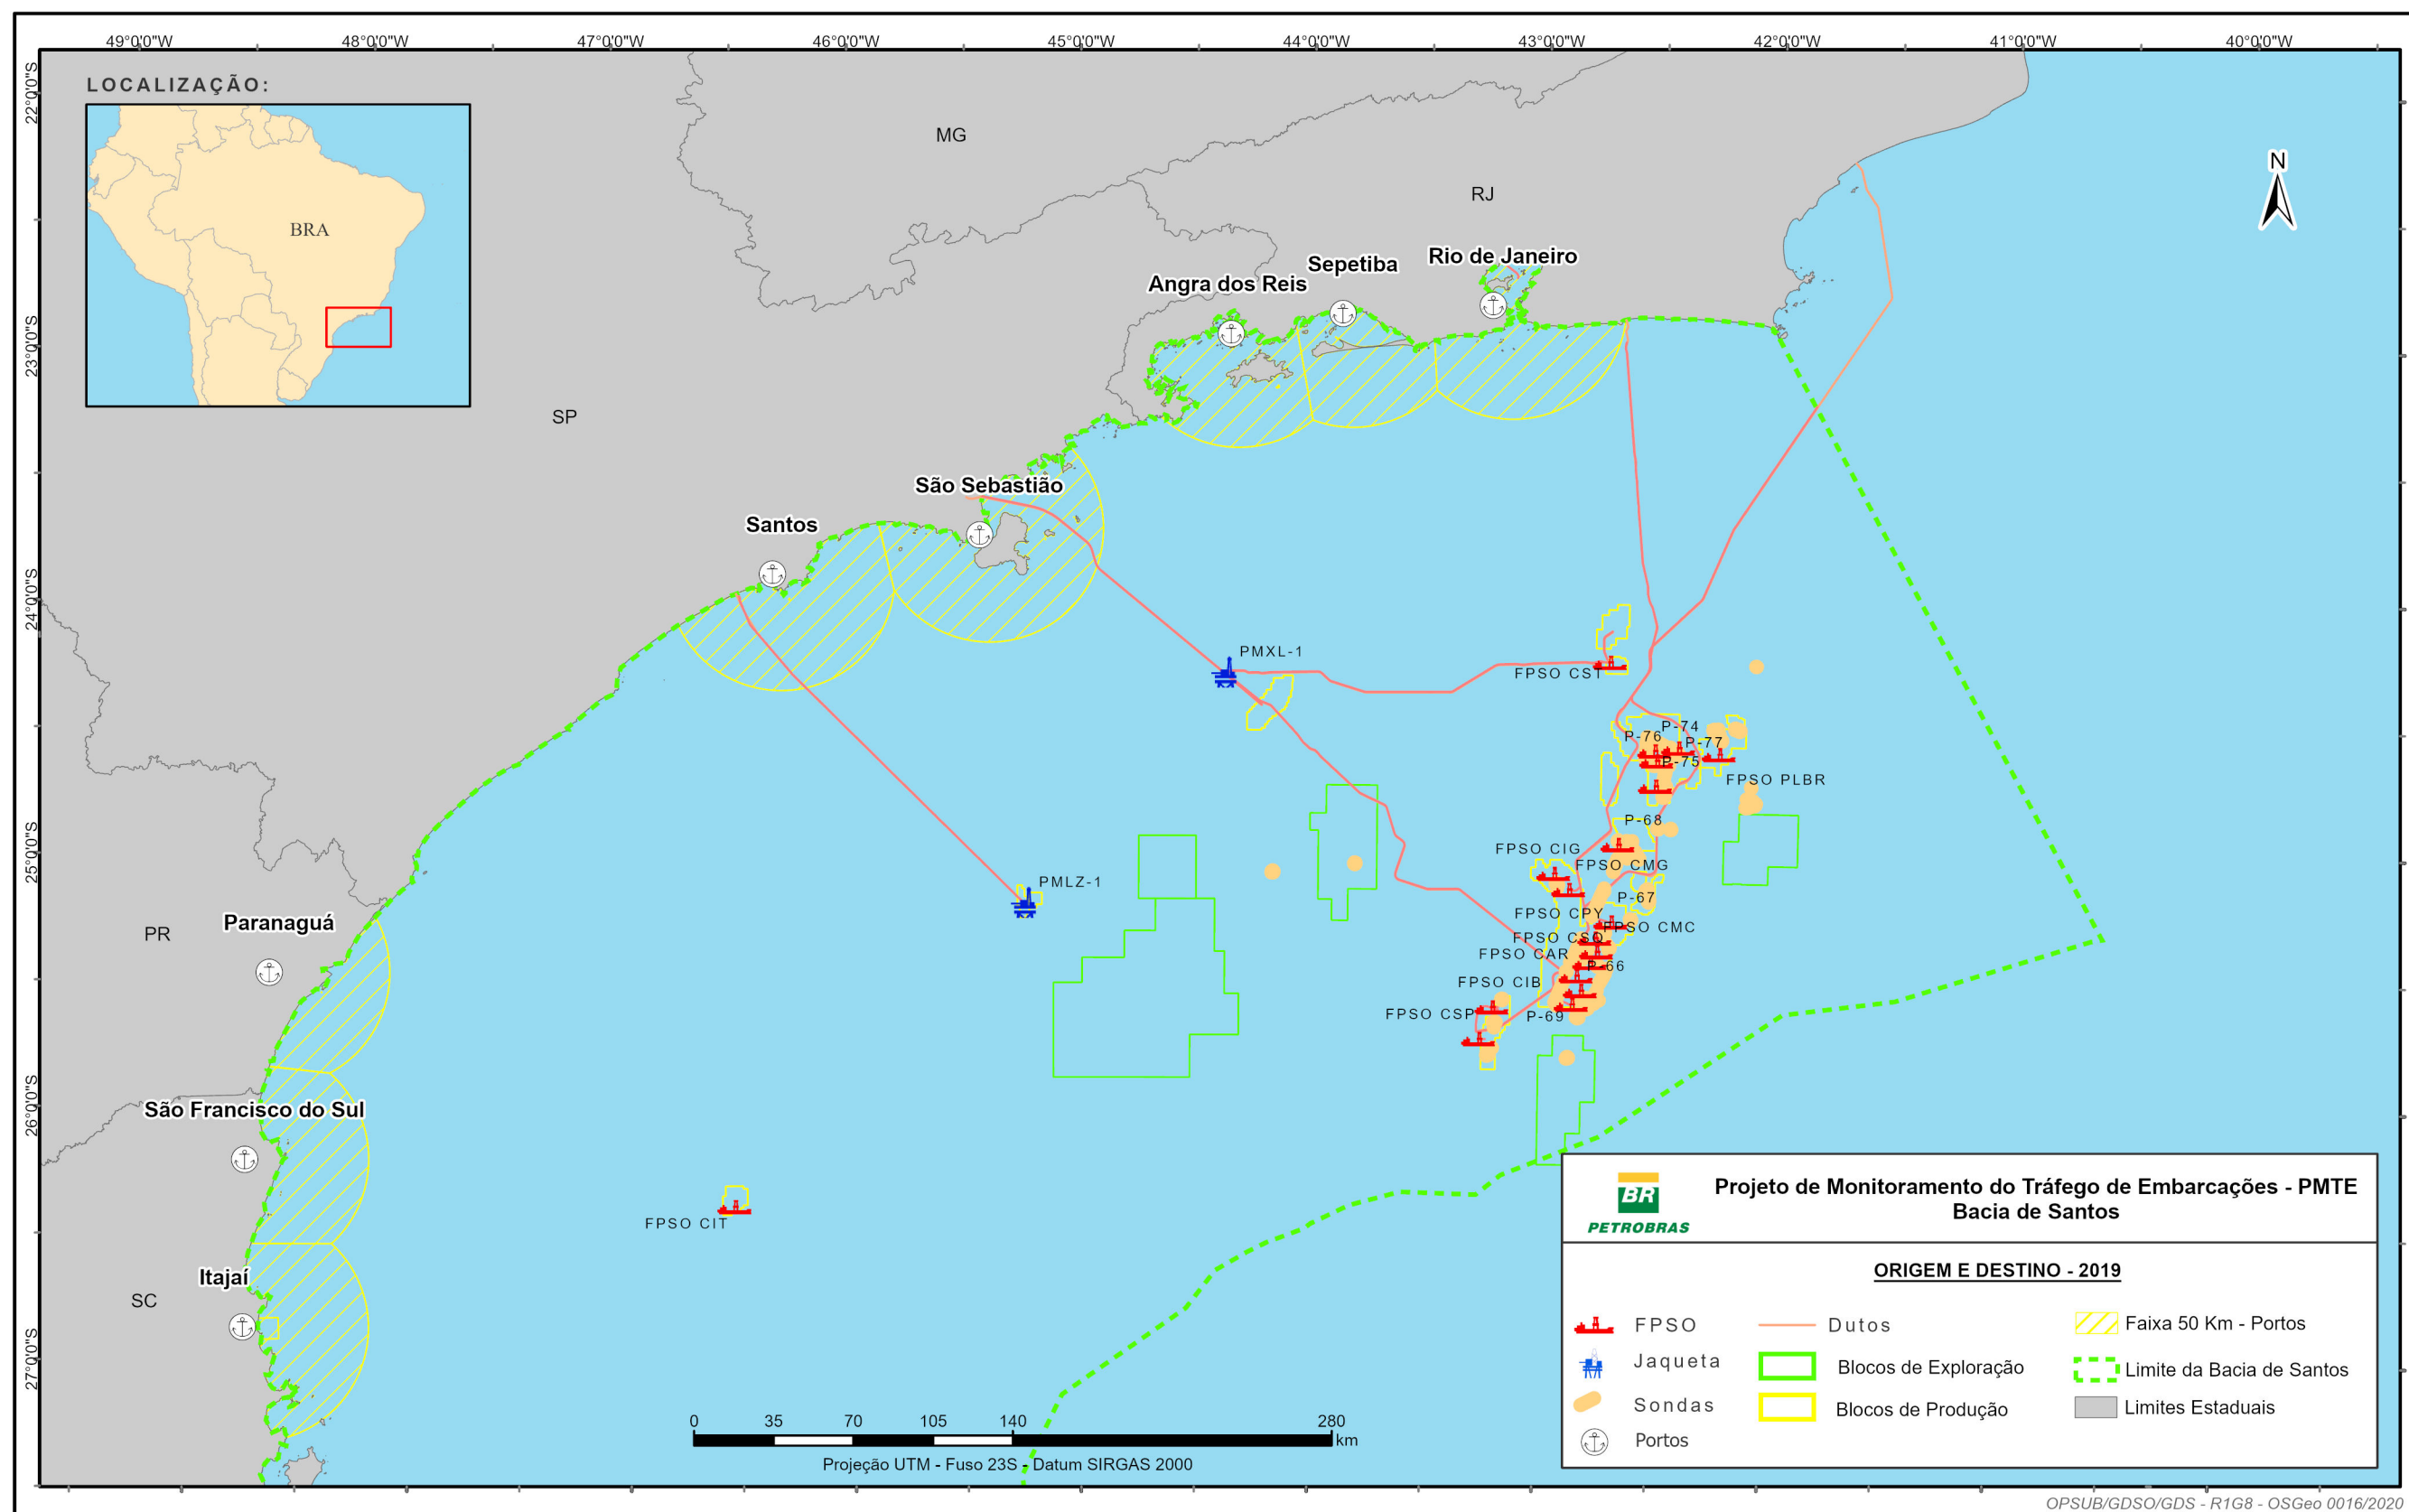 49°0'0"W 48°0'0"W 47°0'0"W 46°0'0"W 45°0'0"W 44°0'0"W 43°0'0"W 42°0'0"W 41°0'0"W 40°0'0"W
22°0'0"S
23°0'0"S
24°0'0"S
25°0'0"S
26°0'0"S
27°0'0"S
LOCALIZAÇÃO:
BRA
MG
RJ
SP
PR
SC
N
Rio de Janeiro
Sepetiba
Angra dos Reis
São Sebastião
Santos
Paranaguá
São Francisco do Sul
Itajaí
PMXL-1
FPSO CST
P-74
P-76
P-77
P-75
FPSO PLBR
P-68
FPSO CIG
FPSO CMG
PMLZ-1
P-67
FPSO CPY
FPSO CMC
FPSO CSQ
FPSO CAR
P-66
FPSO CIB
FPSO CSP
P-69
FPSO CIT
BR
PETROBRAS
Projeto de Monitoramento do Tráfego de Embarcações - PMTE
Bacia de Santos
ORIGEM E DESTINO - 2019
FPSO
Jaqueta
Sondas
Portos
Dutos
Blocos de Exploração
Blocos de Produção
Faixa 50 Km - Portos
Limite da Bacia de Santos
Limites Estaduais
0 35 70 105 140 280
km
Projeção UTM - Fuso 23S - Datum SIRGAS 2000
OPSUB/GDSO/GDS - R1G8 - OSGeo 0016/2020